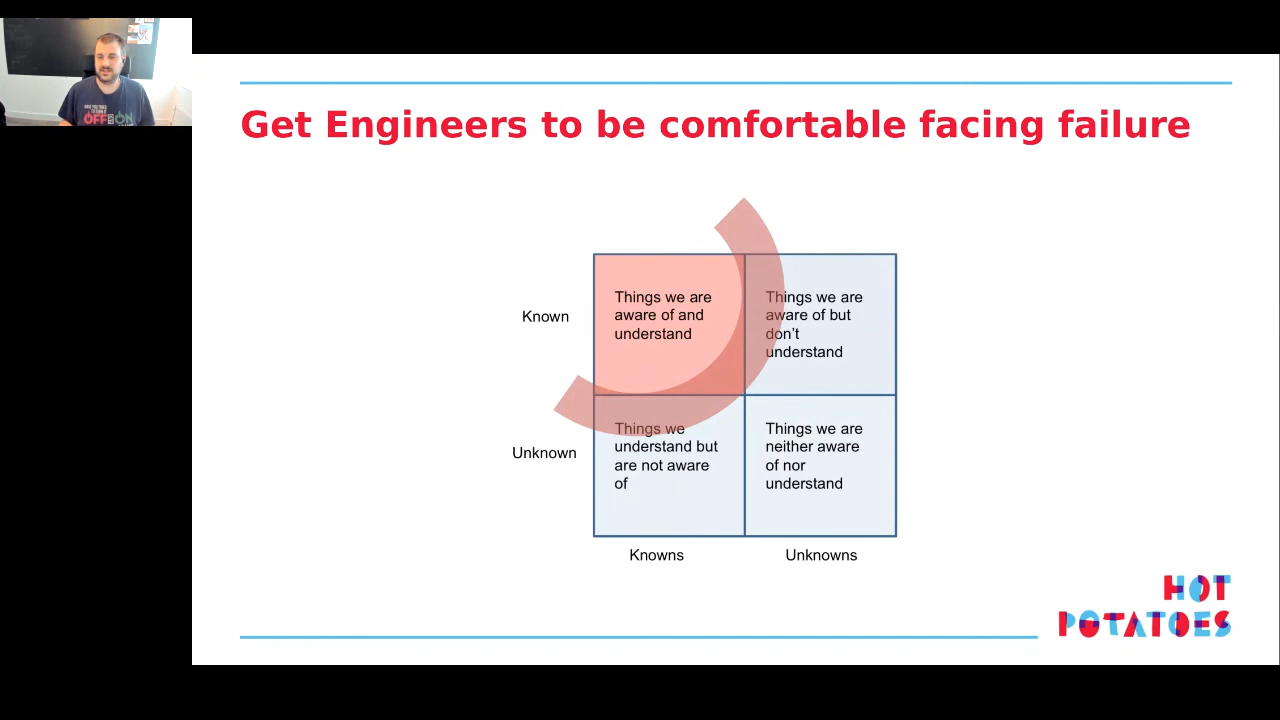 Get Engineers to be comfortable facing failure
Known
Things we are
aware of and
understand
Things we are
aware of but
don’t
understand
Unknown
Things we
understand but
are not aware
of
Things we are
neither aware
of nor
understand
Knowns
Unknowns
HOT
POTATOES
OFF
ON